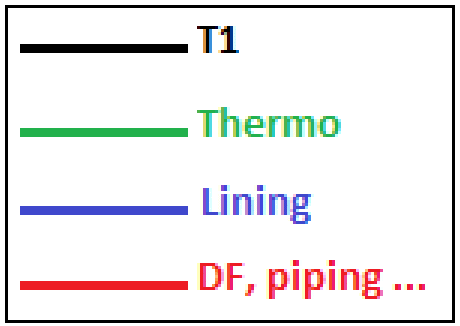 T1
Thermo
Lining
DF, piping ...